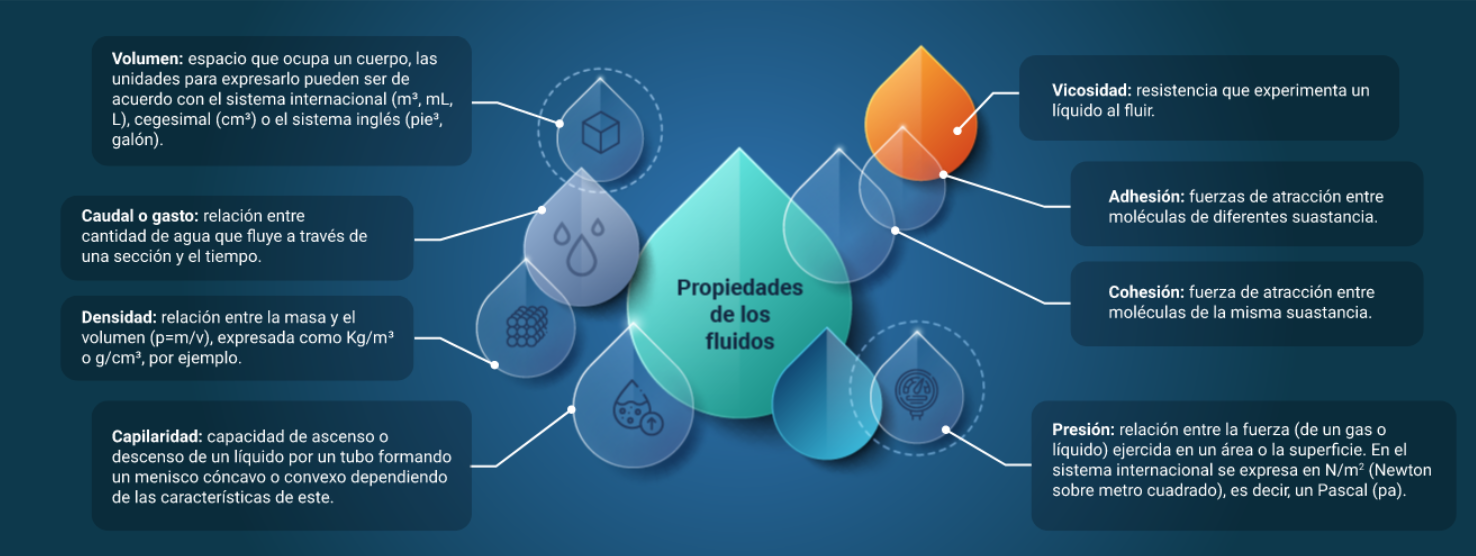 Volumen: espacio que ocupa un cuerpo, las
unidades para expresarlo pueden ser de
acuerdo con el sistema internacional (m³, mL,
L), cegesimal (cm³) o el sistema inglés (pie³,
galón).
Caudal o gasto: relación entre
cantidad de agua que fluye a través de
una sección y el tiempo.
Densidad: relación entre la masa y el
volumen (p=m/v), expresada como Kg/m³
o g/cm³, por ejemplo.
Capilaridad: capacidad de ascenso o
descenso de un líquido por un tubo formando
un menisco cóncavo o convexo dependiendo
de las características de este.
Propiedades
de los
fluidos
Vicosidad: resistencia que experimenta un
líquido al fluir.
Adhesión: fuerzas de atracción entre
moléculas de diferentes suastancia.
Cohesión: fuerza de atracción entre
moléculas de la misma suastancia.
Presión: relación entre la fuerza (de un gas o
líquido) ejercida en un área o la superficie. En el
sistema internacional se expresa en N/m² (Newton
sobre metro cuadrado), es decir, un Pascal (pa).